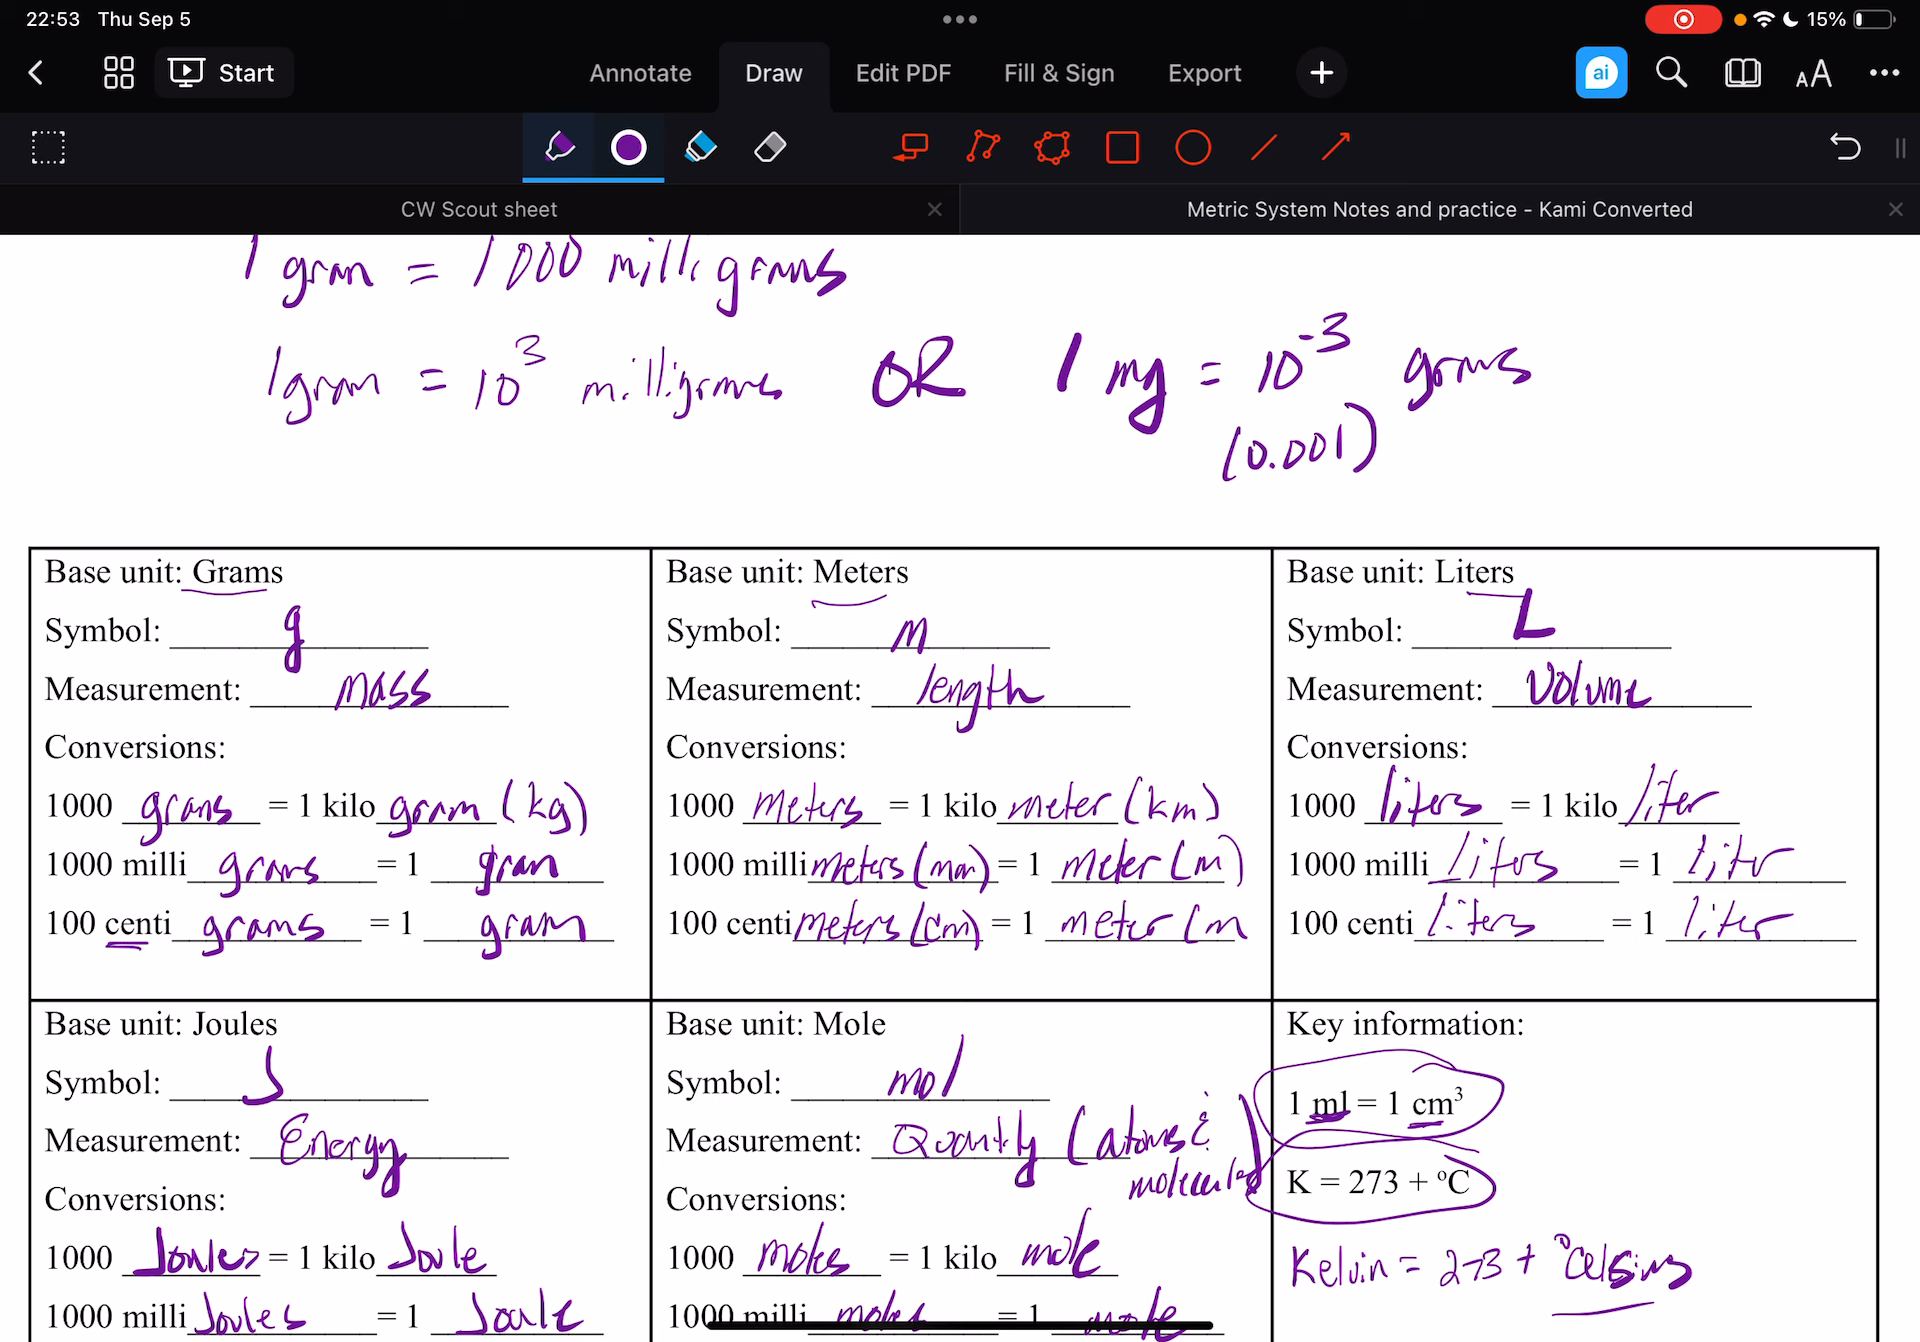 22:53 Thu Sep 5
15%
Start Annotate Draw Edit PDF Fill & Sign Export + ai AA
CW Scout sheet
Metric System Notes and practice - Kami Converted
1 gram = 1000 milligrams
1 gram = 10³ milligrams OR 1 mg = 10⁻³ grams
(0.001)
Base unit: Grams
Symbol: g
Measurement: mass
Conversions:
1000 grams = 1 kilo gram (kg)
1000 milli grams = 1 gram
100 centi grams = 1 gram
Base unit: Meters
Symbol: m
Measurement: length
Conversions:
1000 meters = 1 kilo meter (km)
1000 milli meters (mm) = 1 meter (m)
100 centi meters (cm) = 1 meter (m
Base unit: Liters
Symbol: L
Measurement: Volume
Conversions:
1000 liters = 1 kilo liter
1000 milli liters = 1 liter
100 centi liters = 1 liter
Base unit: Joules
Symbol: J
Measurement: Energy
Conversions:
1000 Joules = 1 kilo Joule
1000 milli Joules = 1 Joule
Base unit: Mole
Symbol: mol
Measurement: Quantity (atoms &
molecules)
Conversions:
1000 moles = 1 kilo mole
1000 milli moles = 1 mole
Key information:
1 ml = 1 cm³
K = 273 + °C
Kelvin = 273 + °Celsius